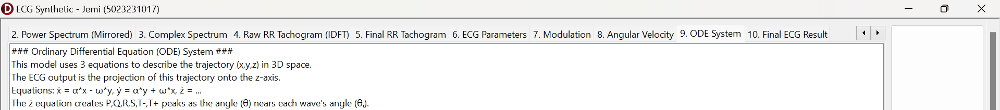 ECG Synthetic - Jemi (5023231017)
2. Power Spectrum (Mirrored) 3. Complex Spectrum 4. Raw RR Tachogram (IDFT) 5. Final RR Tachogram 6. ECG Parameters 7. Modulation 8. Angular Velocity 9. ODE System 10. Final ECG Result
### Ordinary Differential Equation (ODE) System ###
This model uses 3 equations to describe the trajectory (x,y,z) in 3D space.
The ECG output is the projection of this trajectory onto the z-axis.
Equations: ẋ = α*x - ω*y, ẏ = α*y + ω*x, ż = ...
The ż equation creates P,Q,R,S,T-,T+ peaks as the angle (θ) nears each wave's angle (θᵢ).